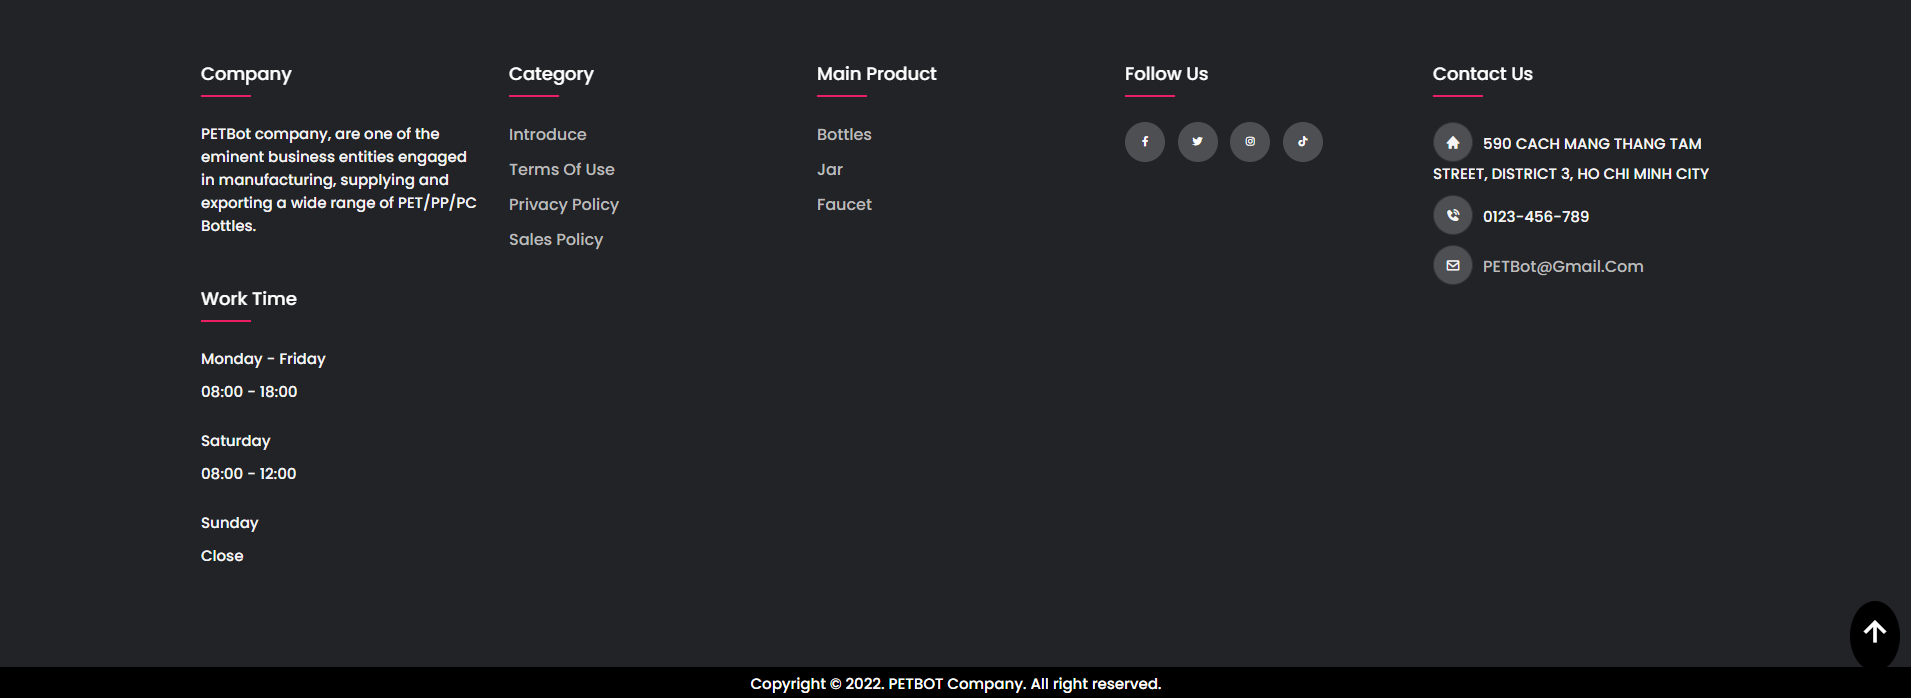 Company
PETBot company, are one of the
eminent business entities engaged
in manufacturing, supplying and
exporting a wide range of PET/PP/PC
Bottles.
Work Time
Monday - Friday
08:00 - 18:00
Saturday
08:00 - 12:00
Sunday
Close
Category
Introduce
Terms Of Use
Privacy Policy
Sales Policy
Main Product
Bottles
Jar
Faucet
Follow Us
Contact Us
590 CACH MANG THANG TAM
STREET, DISTRICT 3, HO CHI MINH CITY
0123-456-789
PETBot@Gmail.Com
Copyright © 2022. PETBOT Company. All right reserved.